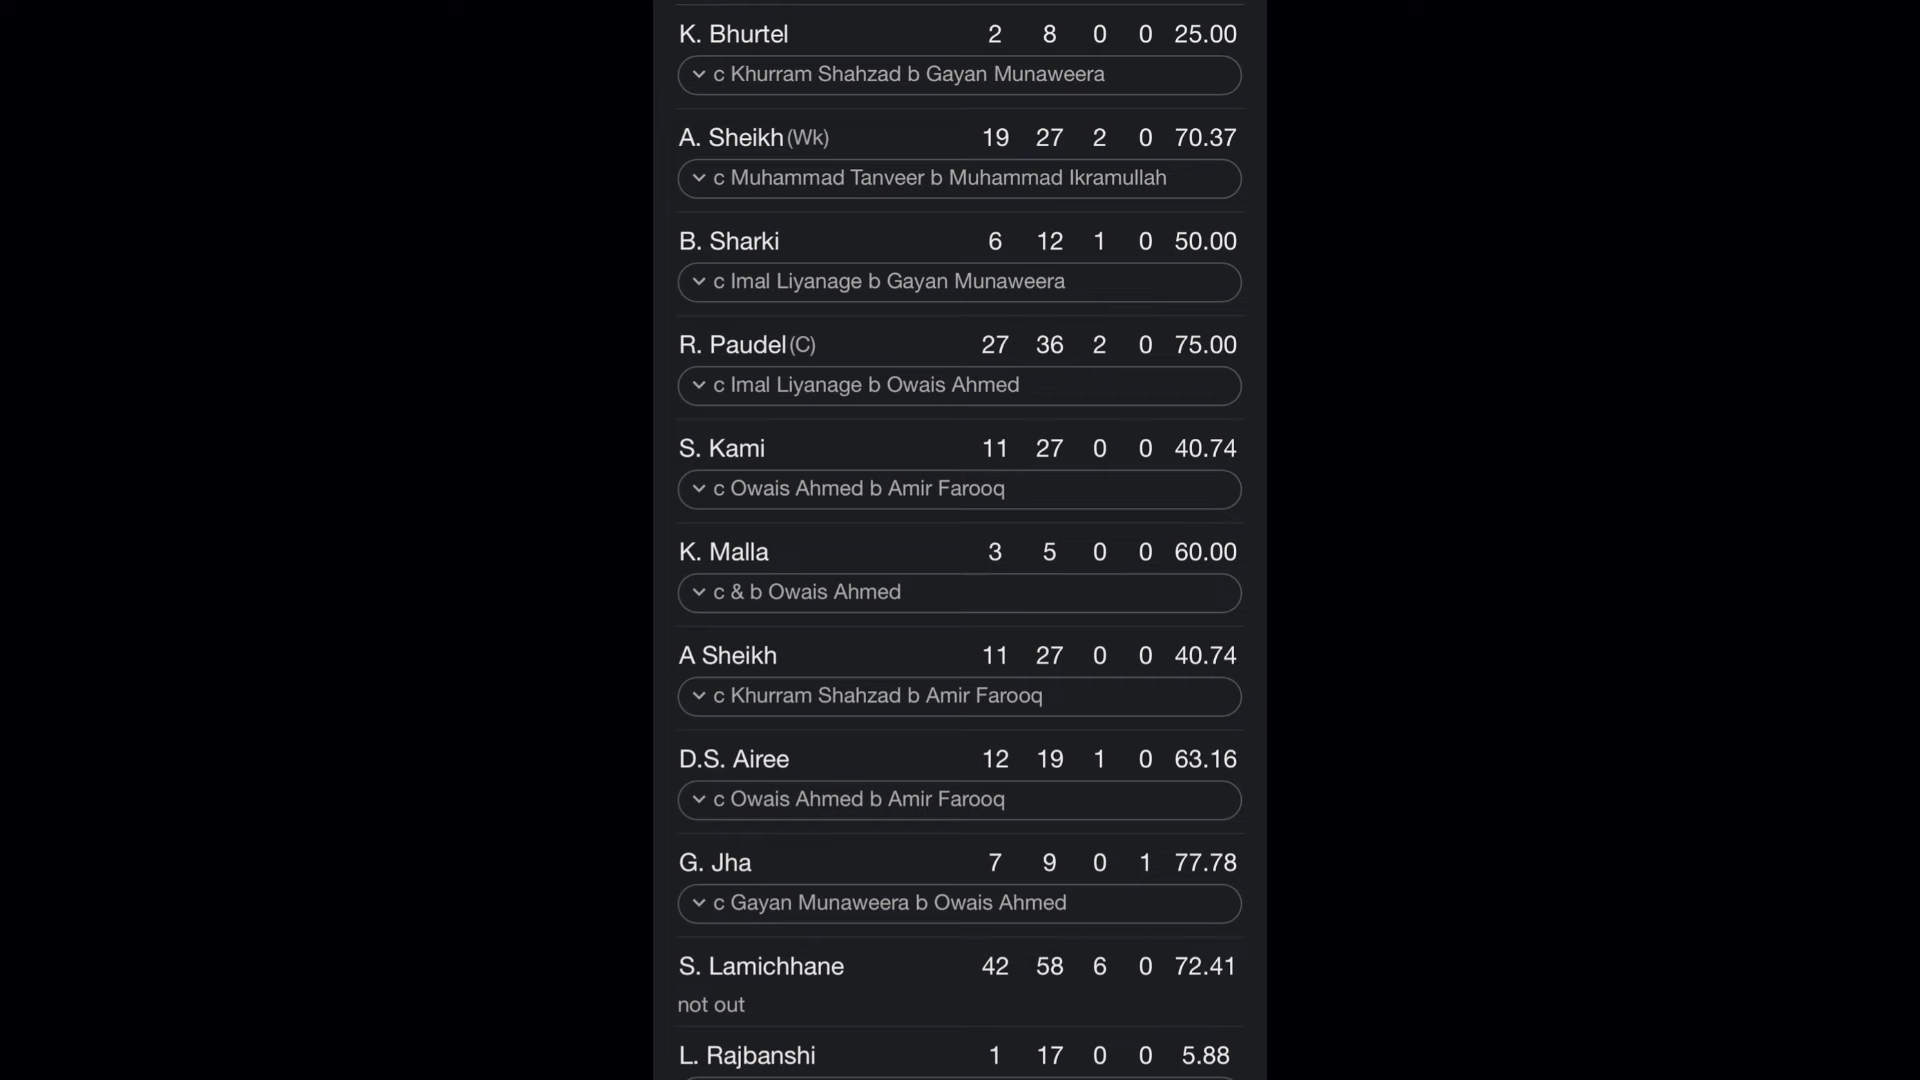 K. Bhurtel 2 8 0 0 25.00
c Khurram Shahzad b Gayan Munaweera
A. Sheikh (Wk) 19 27 2 0 70.37
c Muhammad Tanveer b Muhammad Ikramullah
B. Sharki 6 12 1 0 50.00
c Imal Liyanage b Gayan Munaweera
R. Paudel (C) 27 36 2 0 75.00
c Imal Liyanage b Owais Ahmed
S. Kami 11 27 0 0 40.74
c Owais Ahmed b Amir Farooq
K. Malla 3 5 0 0 60.00
c & b Owais Ahmed
A Sheikh 11 27 0 0 40.74
c Khurram Shahzad b Amir Farooq
D.S. Airee 12 19 1 0 63.16
c Owais Ahmed b Amir Farooq
G. Jha 7 9 0 1 77.78
c Gayan Munaweera b Owais Ahmed
S. Lamichhane 42 58 6 0 72.41
not out
L. Rajbanshi 1 17 0 0 5.88